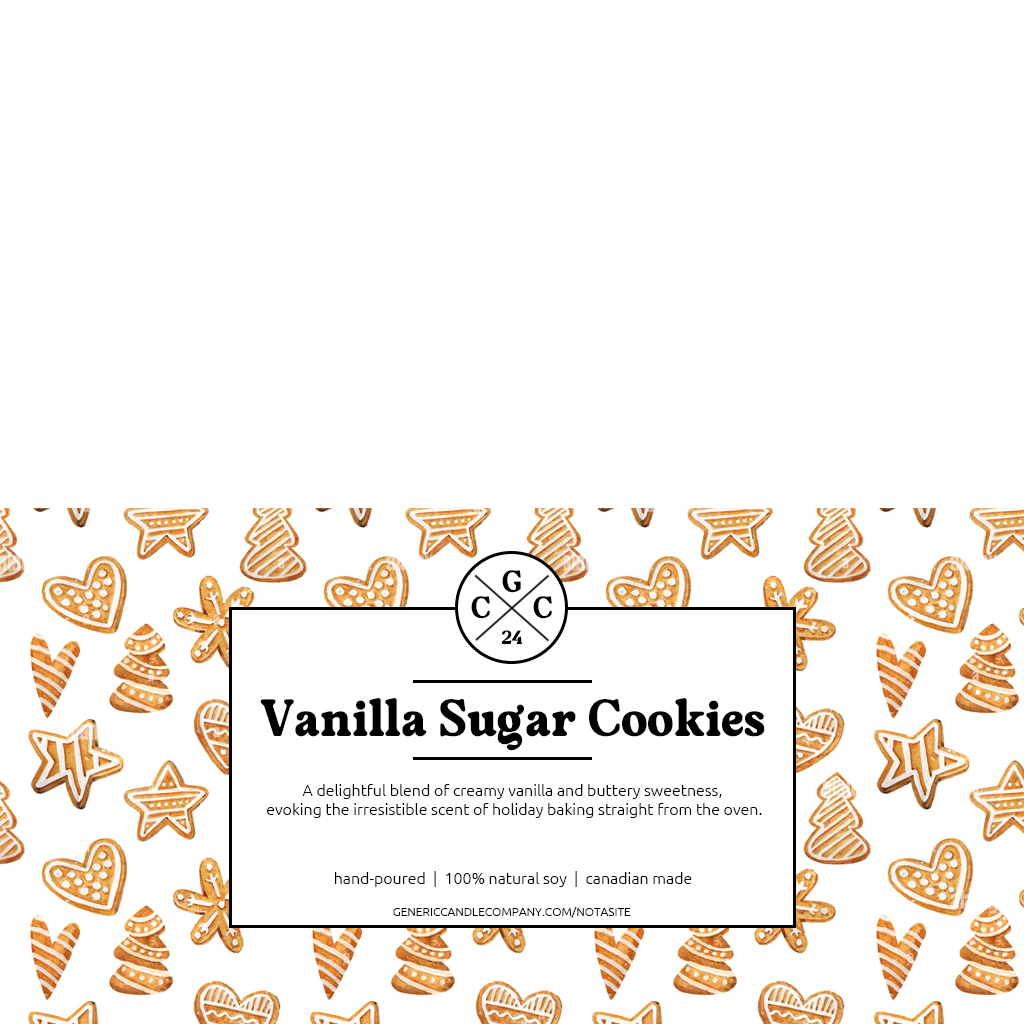 G
C C
24
Vanilla Sugar Cookies
A delightful blend of creamy vanilla and buttery sweetness,
evoking the irresistible scent of holiday baking straight from the oven.
hand-poured | 100% natural soy | canadian made
GENERICCANDLECOMPANY.COM/NOTASITE